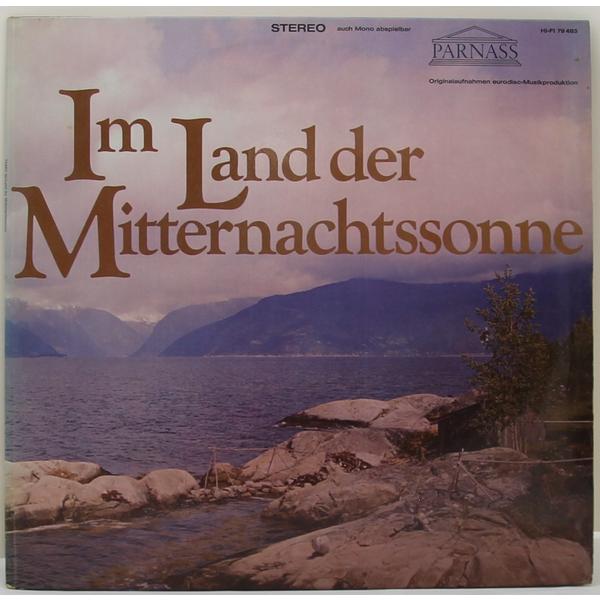 STEREO auch Mono abspielbar
PARNASS
HI-FI 79 483
Originalaufnahmen eurodisc-Musikproduktion
Im Land der
Mitternachtssonne